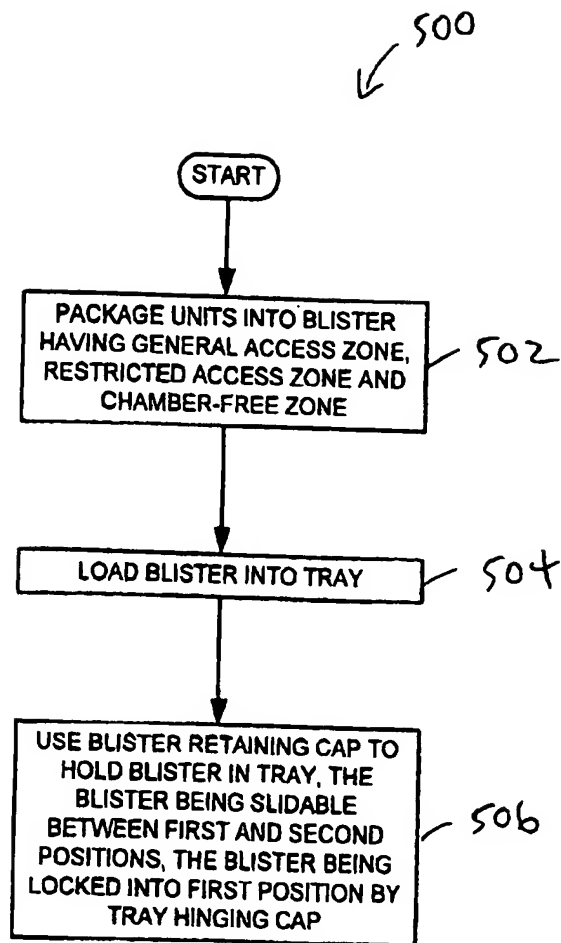 500
START
PACKAGE UNITS INTO BLISTER
HAVING GENERAL ACCESS ZONE,
RESTRICTED ACCESS ZONE AND
CHAMBER-FREE ZONE
502
LOAD BLISTER INTO TRAY
504
USE BLISTER RETAINING CAP TO
HOLD BLISTER IN TRAY, THE
BLISTER BEING SLIDABLE
BETWEEN FIRST AND SECOND
POSITIONS, THE BLISTER BEING
LOCKED INTO FIRST POSITION BY
TRAY HINGING CAP
506